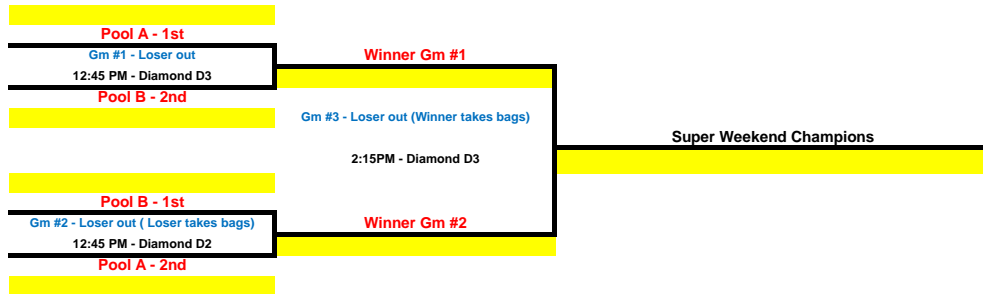 Pool A - 1st
Gm #1 - Loser out
12:45 PM - Diamond D3
Pool B - 2nd
Winner Gm #1
Gm #3 - Loser out (Winner takes bags)
2:15PM - Diamond D3
Super Weekend Champions
Pool B - 1st
Gm #2 - Loser out ( Loser takes bags)
12:45 PM - Diamond D2
Pool A - 2nd
Winner Gm #2